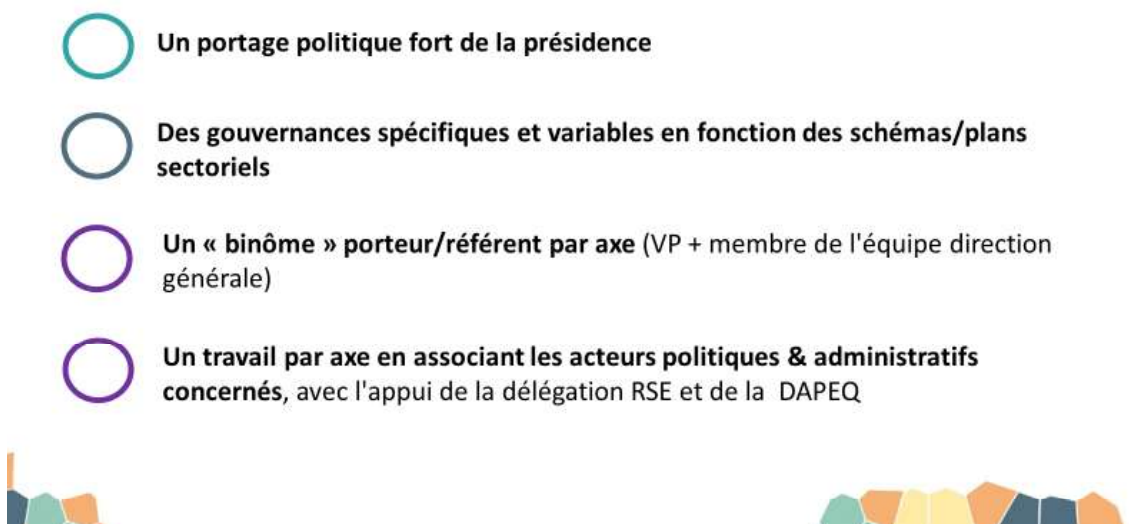 Un portage politique fort de la présidence
Des gouvernances spécifiques et variables en fonction des schémas/plans
sectoriels
Un « binôme » porteur/référent par axe (VP + membre de l'équipe direction
générale)
Un travail par axe en associant les acteurs politiques & administratifs
concernés, avec l'appui de la délégation RSE et de la  DAPEQ